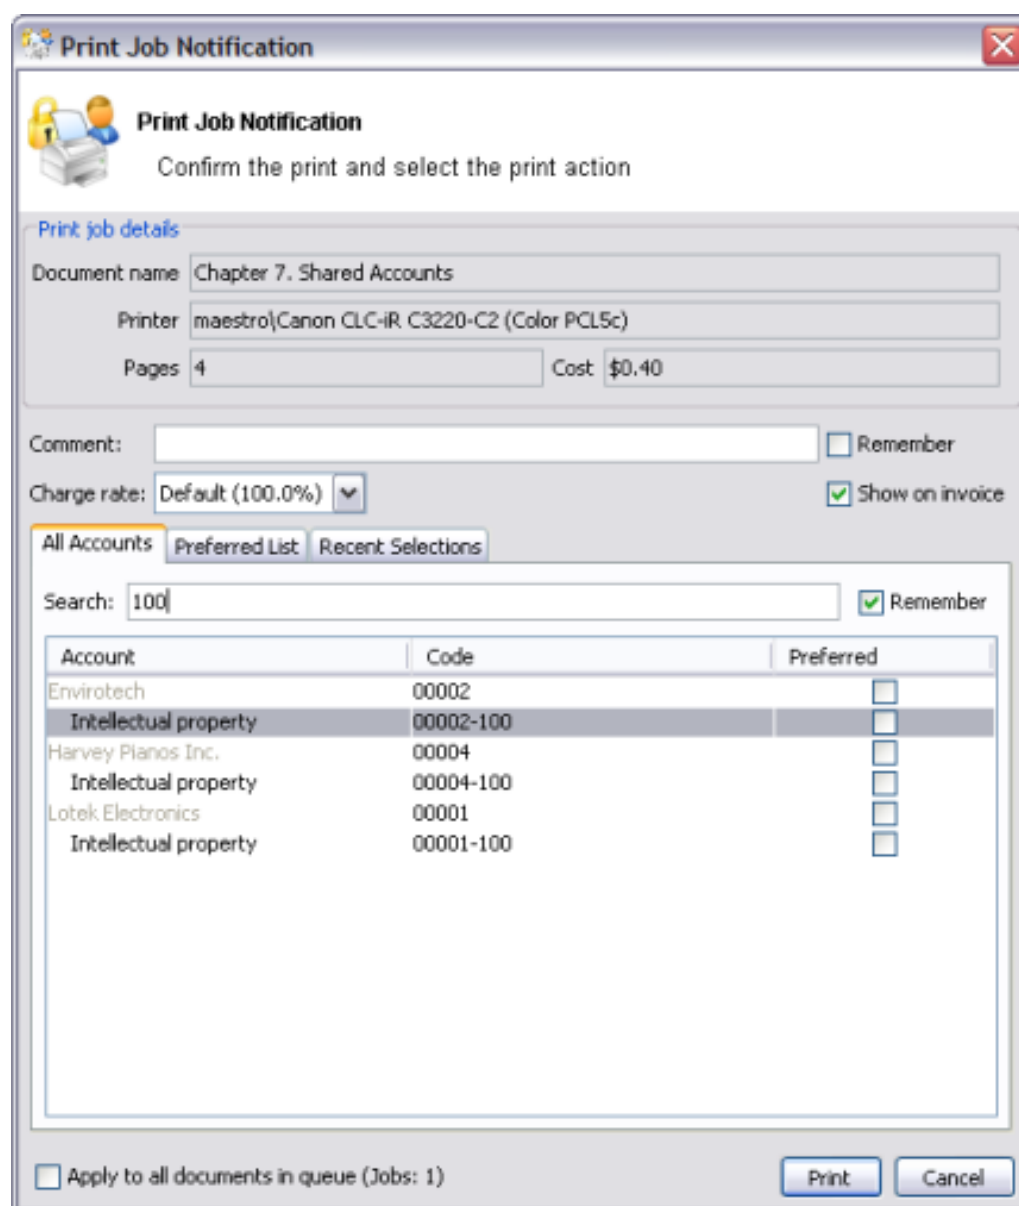 Print Job Notification
Print Job Notification
Confirm the print and select the print action
Print job details
Document name Chapter 7. Shared Accounts
Printer maestro\Canon CLC-iR C3220-C2 (Color PCL5c)
Pages 4 Cost $0.40
Comment: Remember
Charge rate: Default (100.0%) Show on invoice
All Accounts Preferred List Recent Selections
Search: 100 Remember
Account Code Preferred
Envirotech 00002
Intellectual property 00002-100
Harvey Pianos Inc. 00004
Intellectual property 00004-100
Lotek Electronics 00001
Intellectual property 00001-100
Apply to all documents in queue (Jobs: 1) Print Cancel